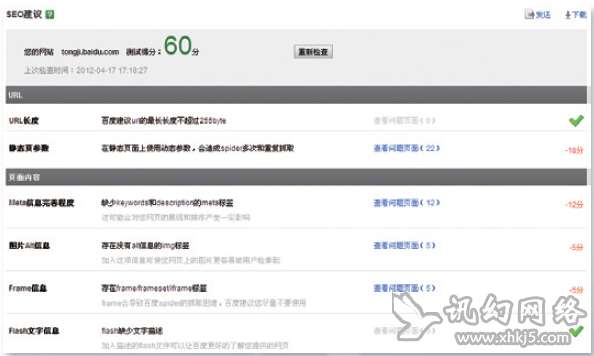 SEO建议 ? 发送 下载
您的网站 tongji.baidu.com 测试得分：60分 重新检查
上次检查时间：2012-04-17 17:18:27
URL
URL长度 百度建议url的最长长度不超过255byte 查看问题页面（0）
静态页参数 在静态页面上使用动态参数，会造成spider多次和重复抓取 查看问题页面（22） -18分
页面内容
Meta信息完善程度 缺少keywords和description的meta标签 查看问题页面（12） -12分
这可能会对您网页的展现和排序产生一定影响
图片Alt信息 存在没有alt信息的img标签 查看问题页面（5） -5分
加入这项信息可使您网页上的图片更容易被用户检索到
Frame信息 存在frame\frameset\iframe标签 查看问题页面（5） -5分
frame会导致百度spider的抓取困难，百度建议您尽量不要使用
Flash文字信息 flash缺少文字描述 查看问题页面
加入描述的flash文件可以让百度更好的了解您提供的网页
讯幻网络
www.xhkj5.com